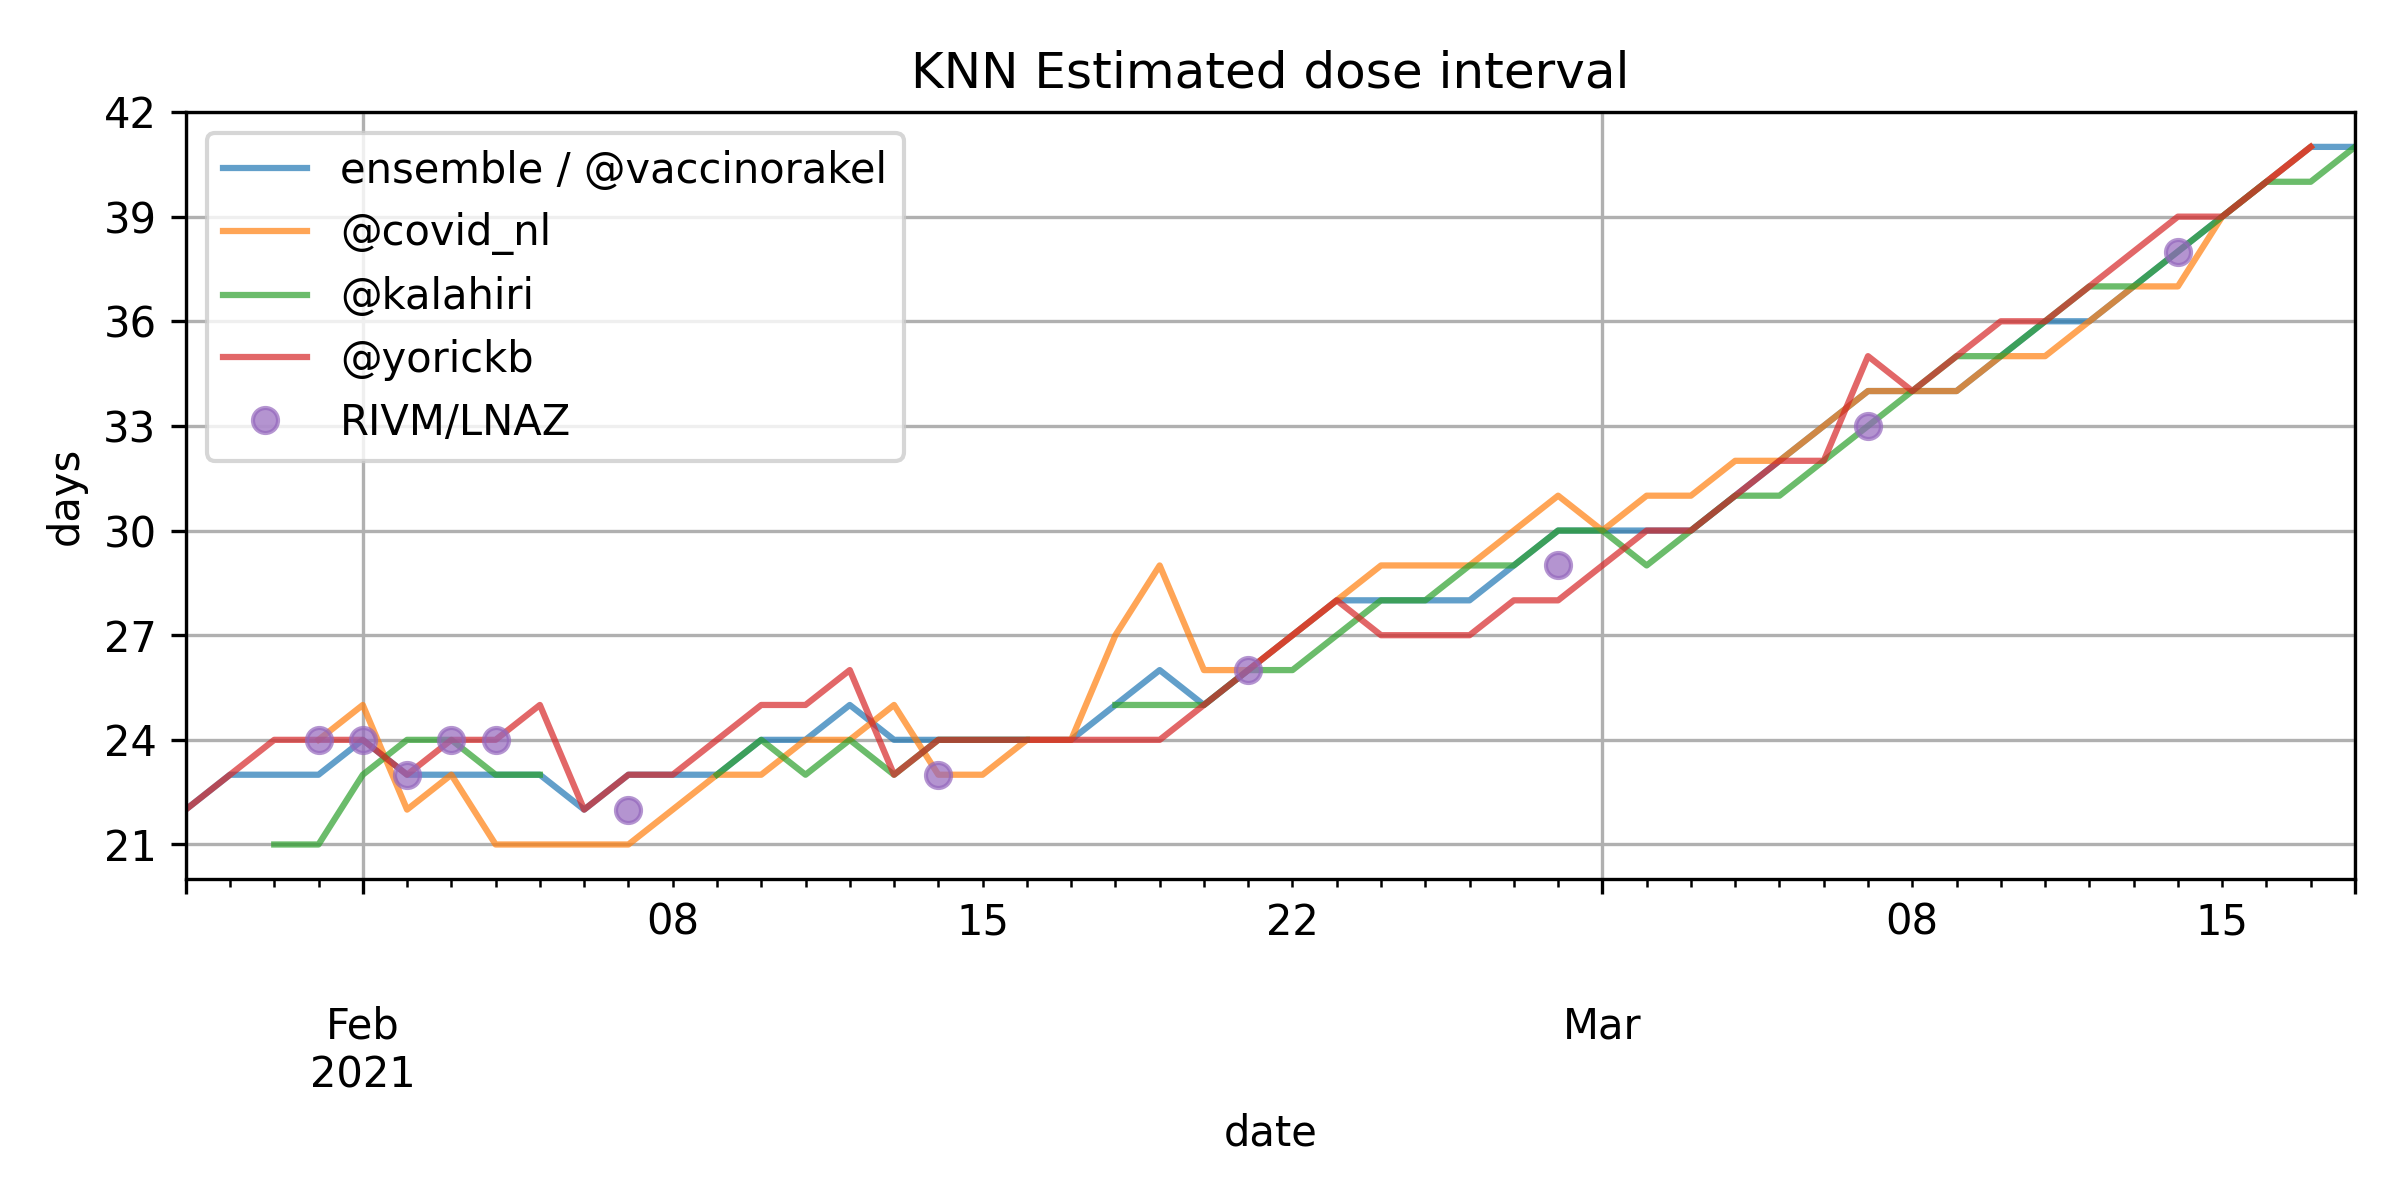 KNN Estimated dose interval
42
39
36
33
30
27
24
21
days
ensemble / @vaccinorakel
@covid_nl
@kalahiri
@yorickb
RIVM/LNAZ
08
15
22
08
15
Feb
2021
Mar
date